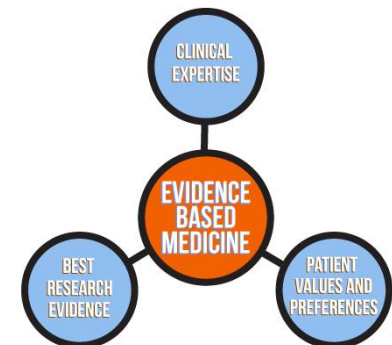 CLINICAL
EXPERTISE
EVIDENCE
BASED
MEDICINE
BEST
RESEARCH
EVIDENCE
PATIENT
VALUES AND
PREFERENCES